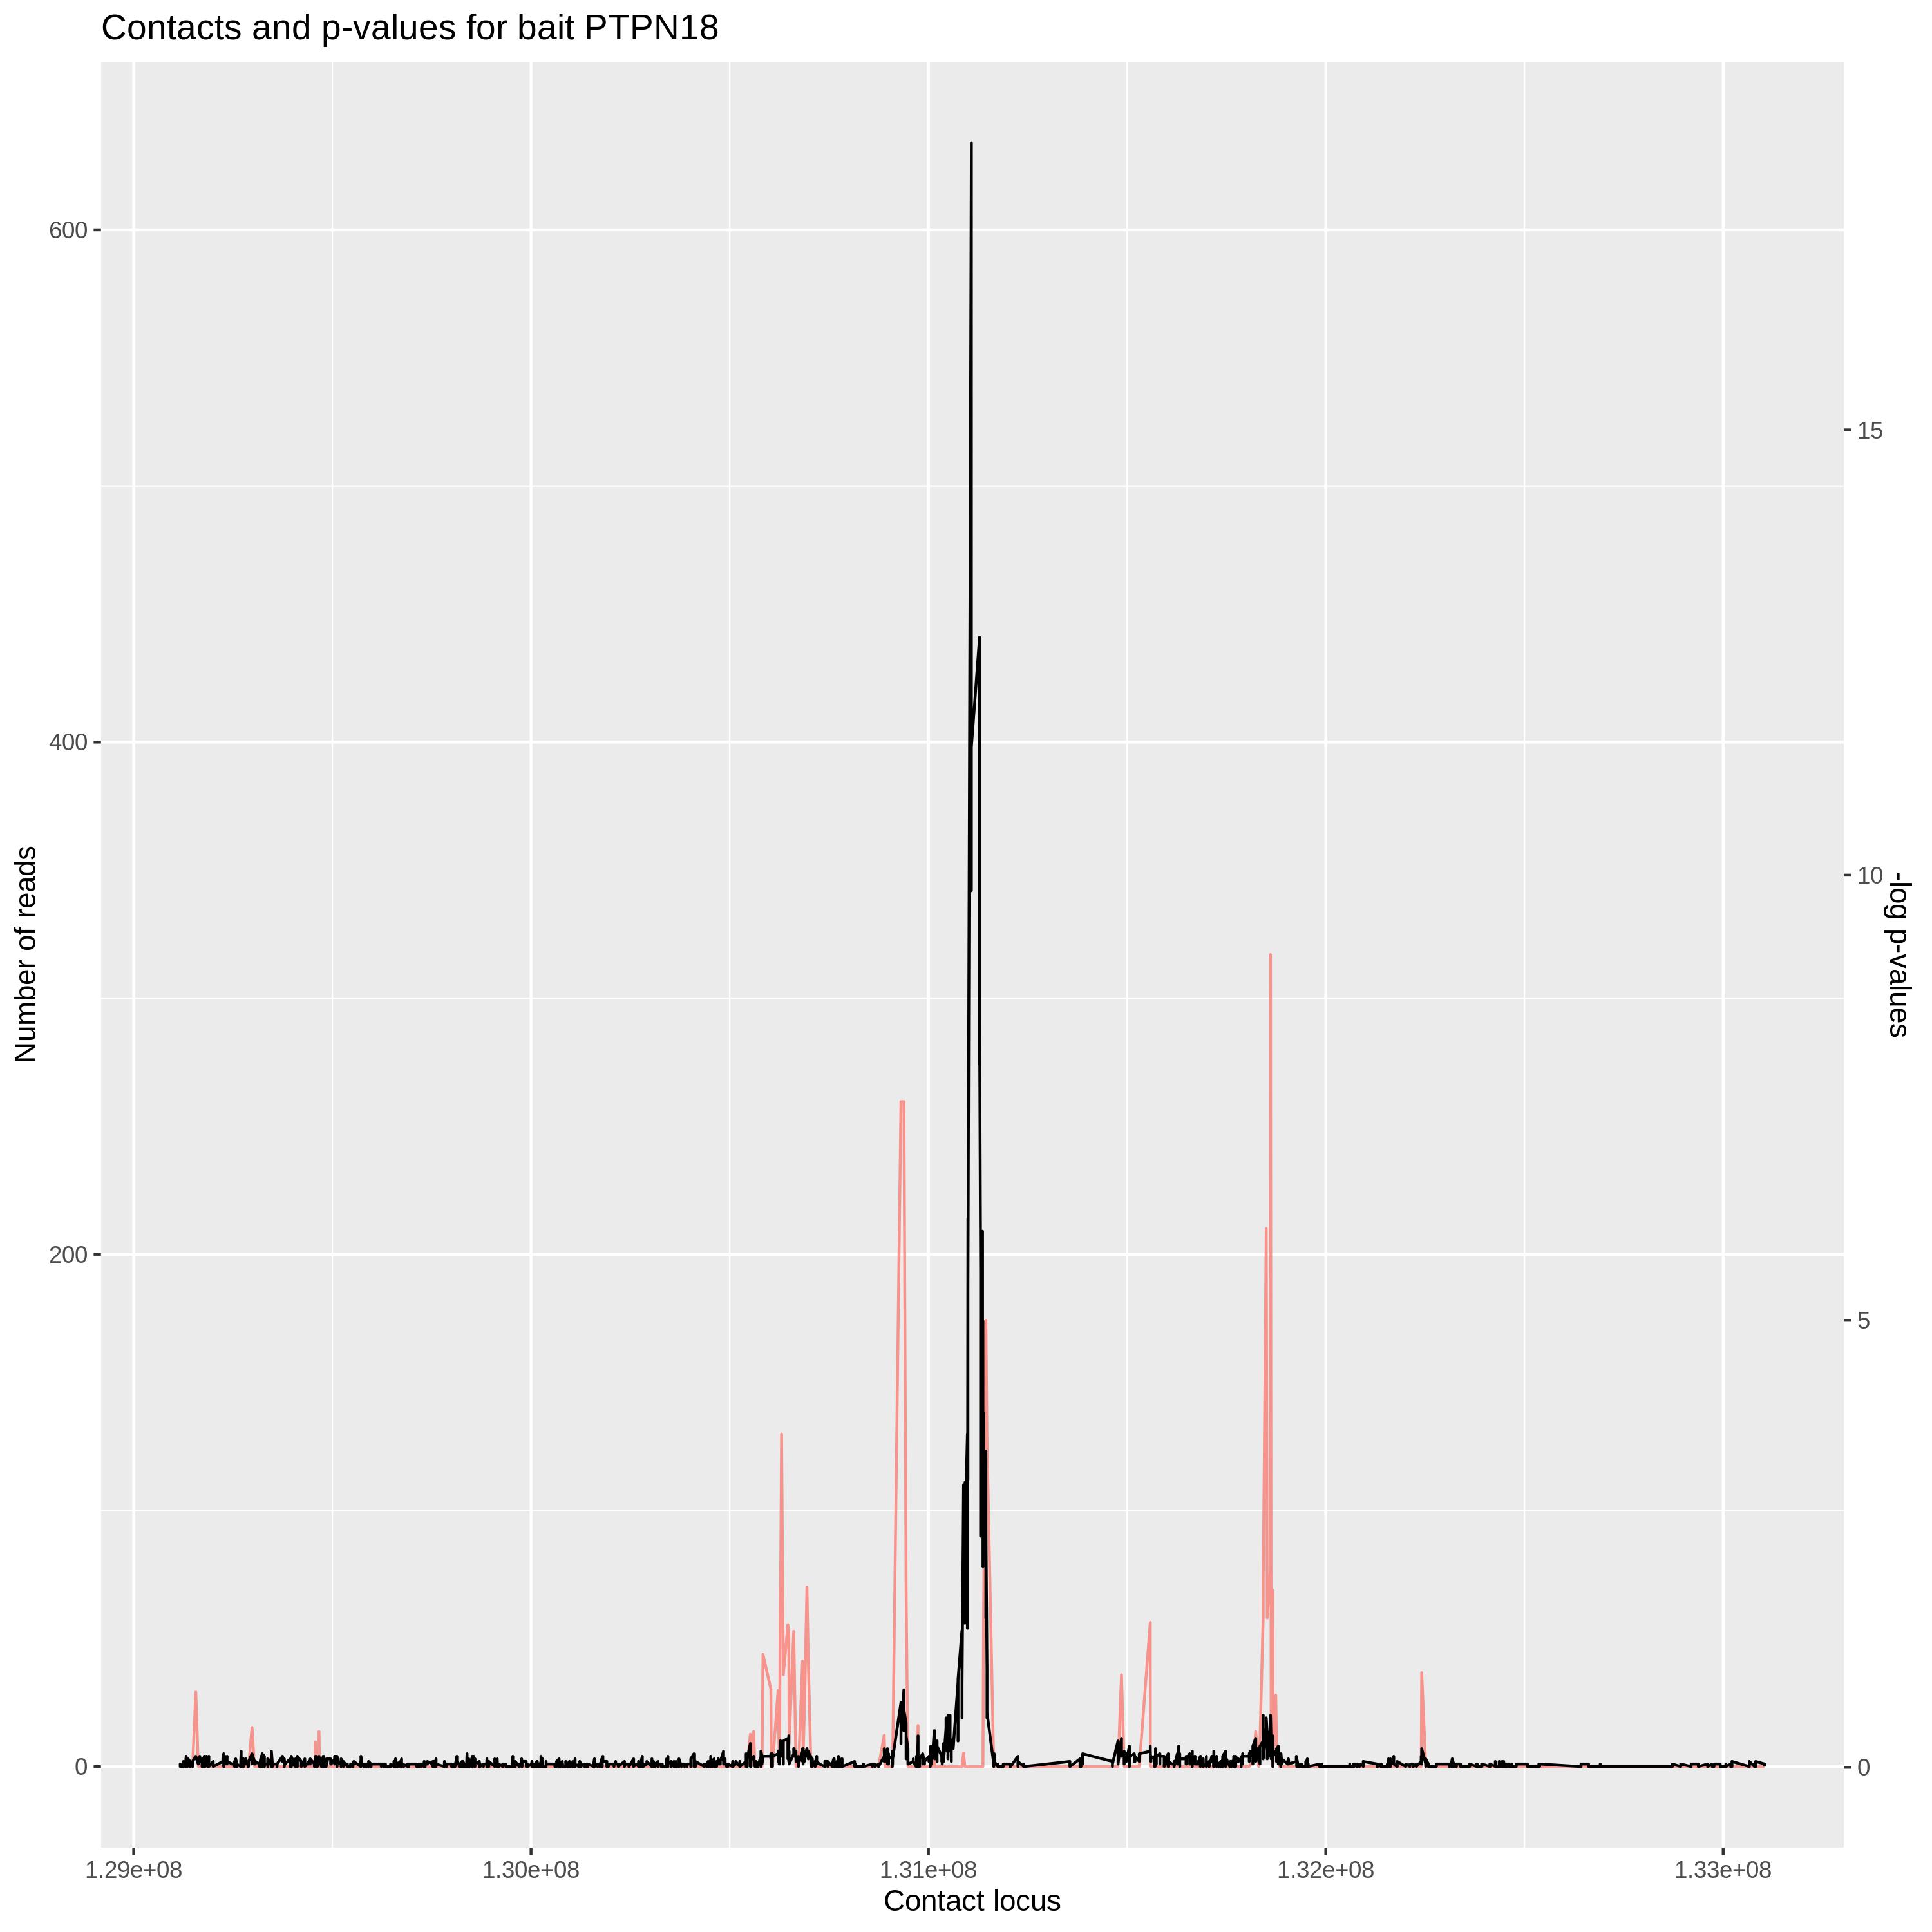 Contacts and p-values for bait PTPN18
600
400
200
0
Number of reads
15
10
5
0
-log p-values
1.29e+08 1.30e+08 1.31e+08 1.32e+08 1.33e+08
Contact locus